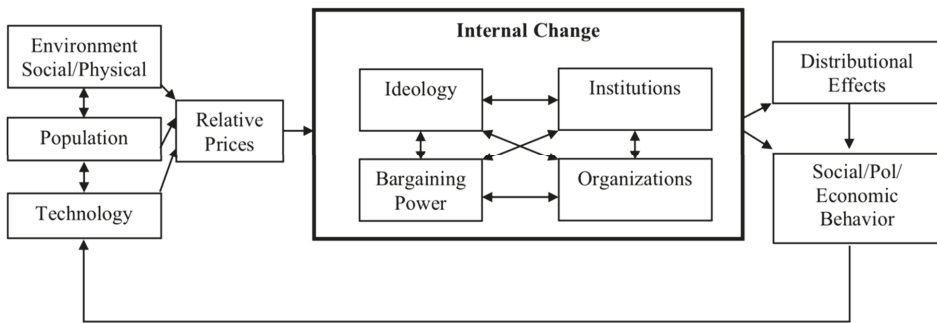 Environment
Social/Physical
Population
Technology
Relative
Prices
Internal Change
Ideology
Institutions
Bargaining
Power
Organizations
Distributional
Effects
Social/Pol/
Economic
Behavior